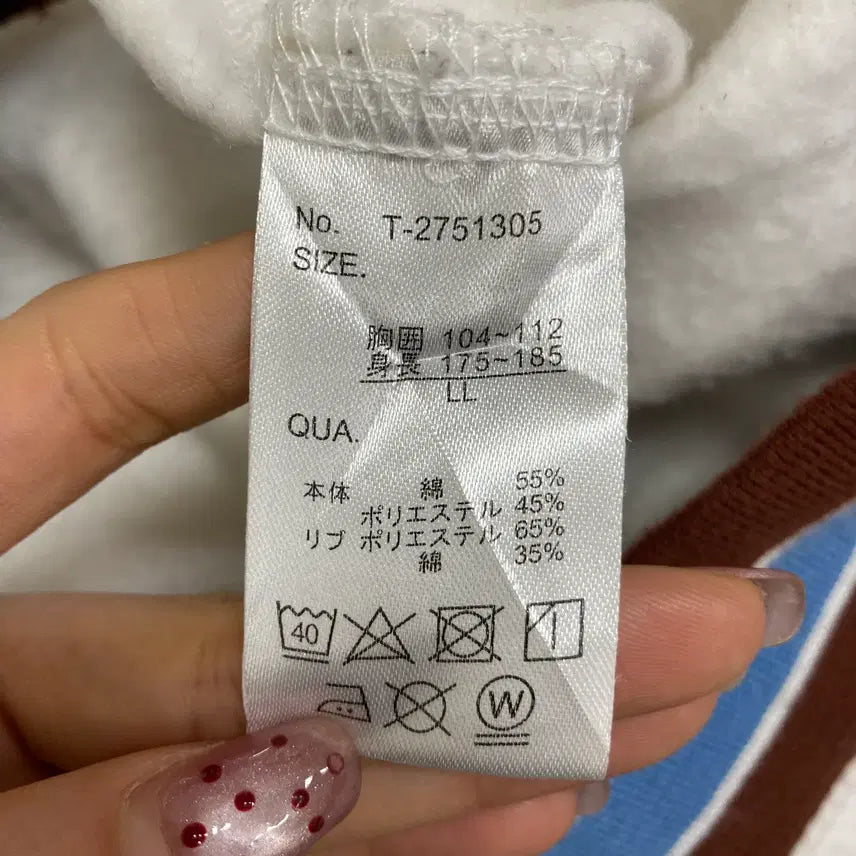 No. T-2751305
SIZE.
胸囲 104~112
身長 175~185
LL
QUA.
本体 綿 55%
ポリエステル 45%
リブ ポリエステル 65%
綿 35%
40
W